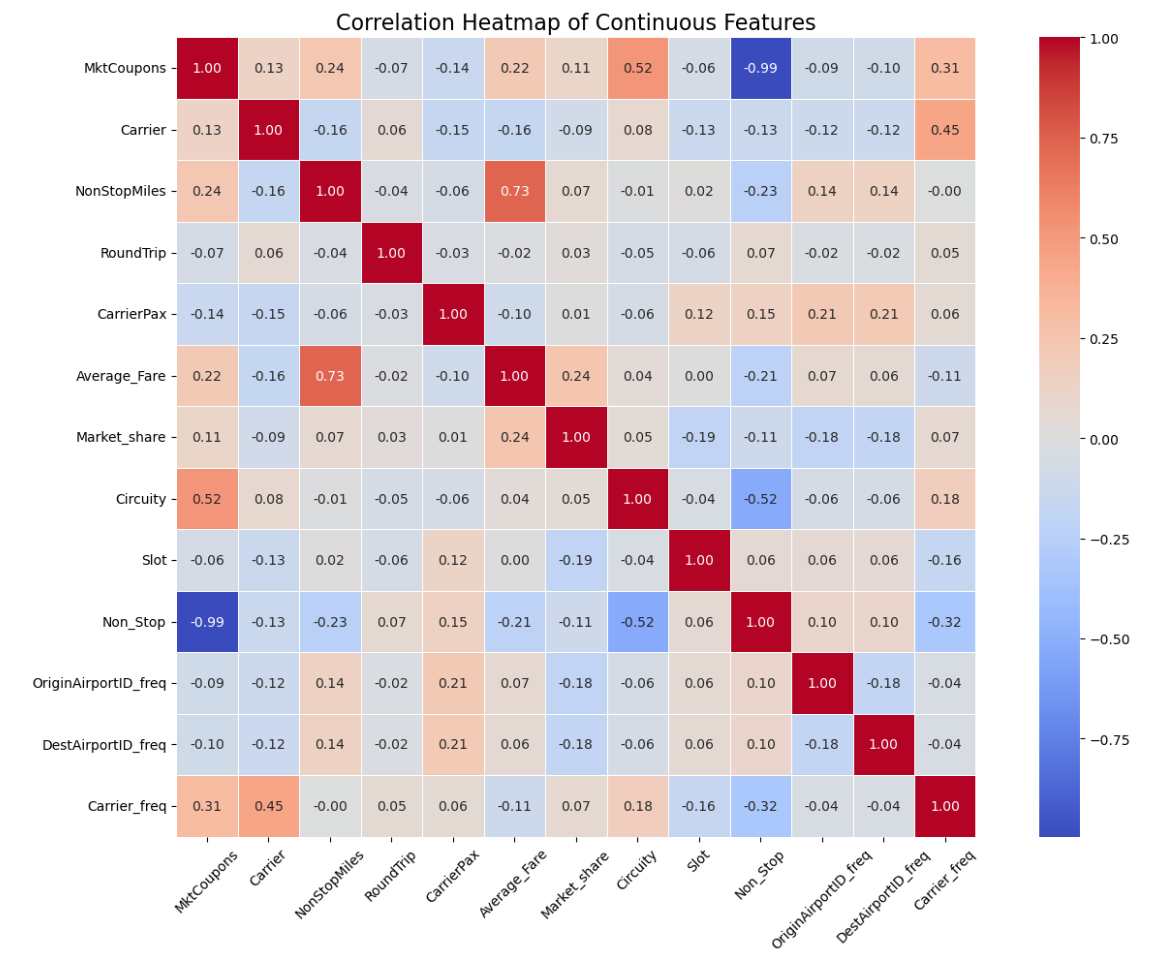 Correlation Heatmap of Continuous Features
MktCoupons 1.00 0.13 0.24 -0.07 -0.14 0.22 0.11 0.52 -0.06 -0.99 -0.09 -0.10 0.31
Carrier 0.13 1.00 -0.16 0.06 -0.15 -0.16 -0.09 0.08 -0.13 -0.13 -0.12 -0.12 0.45
NonStopMiles 0.24 -0.16 1.00 -0.04 -0.06 0.73 0.07 -0.01 0.02 -0.23 0.14 0.14 -0.00
RoundTrip -0.07 0.06 -0.04 1.00 -0.03 -0.02 0.03 -0.05 -0.06 0.07 -0.02 -0.02 0.05
CarrierPax -0.14 -0.15 -0.06 -0.03 1.00 -0.10 0.01 -0.06 0.12 0.15 0.21 0.21 0.06
Average_Fare 0.22 -0.16 0.73 -0.02 -0.10 1.00 0.24 0.04 0.00 -0.21 0.07 0.06 -0.11
Market_share 0.11 -0.09 0.07 0.03 0.01 0.24 1.00 0.05 -0.19 -0.11 -0.18 -0.18 0.07
Circuity 0.52 0.08 -0.01 -0.05 -0.06 0.04 0.05 1.00 -0.04 -0.52 -0.06 -0.06 0.18
Slot -0.06 -0.13 0.02 -0.06 0.12 0.00 -0.19 -0.04 1.00 0.06 0.06 0.06 -0.16
Non_Stop -0.99 -0.13 -0.23 0.07 0.15 -0.21 -0.11 -0.52 0.06 1.00 0.10 0.10 -0.32
OriginAirportID_freq -0.09 -0.12 0.14 -0.02 0.21 0.07 -0.18 -0.06 0.06 0.10 1.00 -0.18 -0.04
DestAirportID_freq -0.10 -0.12 0.14 -0.02 0.21 0.06 -0.18 -0.06 0.06 0.10 -0.18 1.00 -0.04
Carrier_freq 0.31 0.45 -0.00 0.05 0.06 -0.11 0.07 0.18 -0.16 -0.32 -0.04 -0.04 1.00
MktCoupons Carrier NonStopMiles RoundTrip CarrierPax Average_Fare Market_share Circuity Slot Non_Stop OriginAirportID_freq DestAirportID_freq Carrier_freq
1.00
0.75
0.50
0.25
0.00
−0.25
−0.50
−0.75